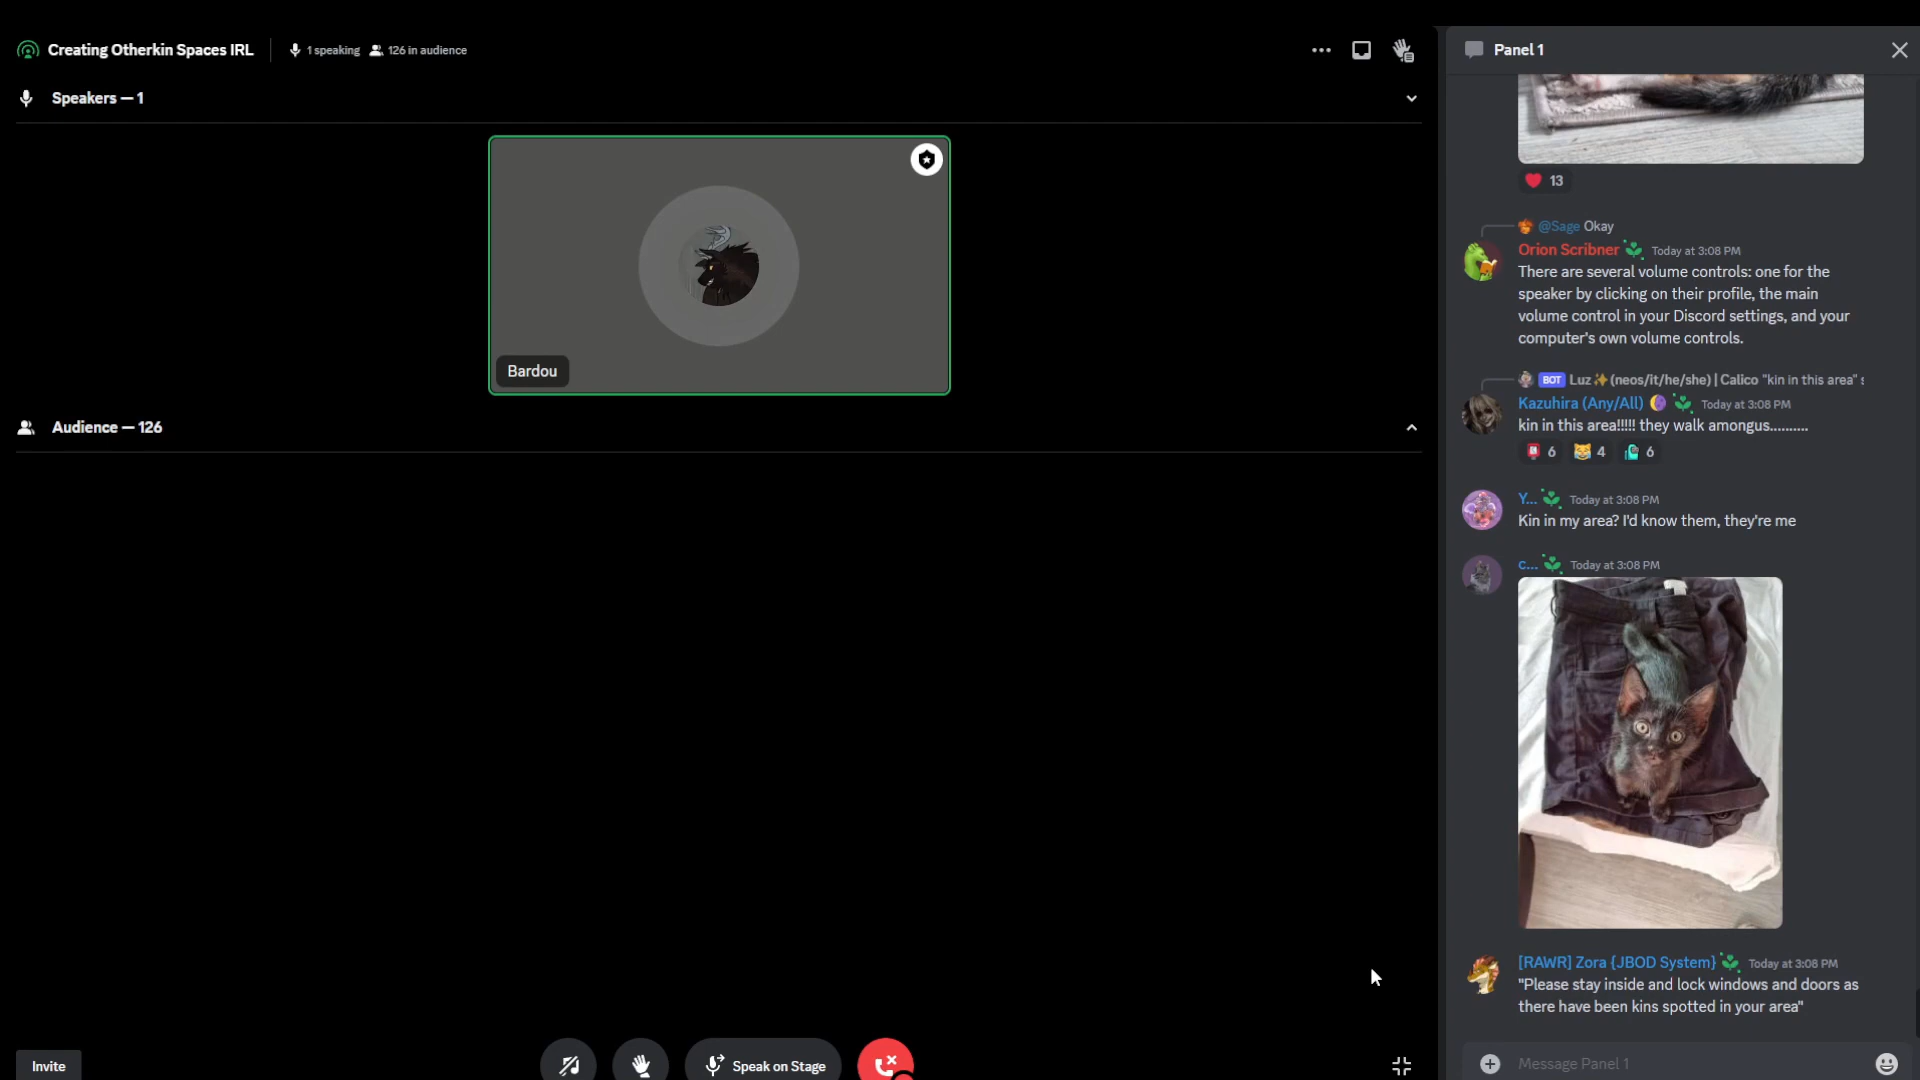 Creating Otherkin Spaces IRL
1 speaking
126 in audience
Speakers — 1
Bardou
Audience — 126
Invite
Speak on Stage
Panel 1
13
@Sage Okay
Orion Scribner Today at 3:08 PM
There are several volume controls: one for the
speaker by clicking on their profile, the main
volume control in your Discord settings, and your
computer's own volume controls.
BOT Luz✨(neos/it/he/she) | Calico "kin in this area"
Kazuhira (Any/All) Today at 3:08 PM
kin in this area!!!!! they walk amongus..........
6 4 6
Y... Today at 3:08 PM
Kin in my area? I'd know them, they're me
c... Today at 3:08 PM
[RAWR] Zora {JBOD System} Today at 3:08 PM
"Please stay inside and lock windows and doors as
there have been kins spotted in your area"
Message Panel 1